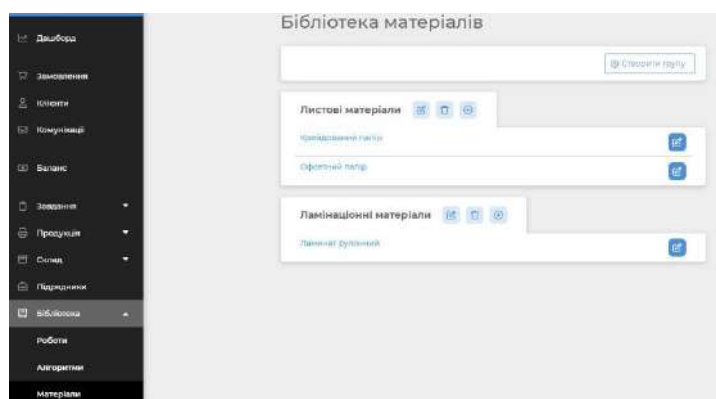 Дашборд
Замовлення
Клієнти
Комунікації
Баланс
Завдання
Продукція
Склад
Підрядники
Бібліотека
Роботи
Алгоритми
Матеріали
Бібліотека матеріалів
Створити групу
Листові матеріали
Крейдований папір
Офсетний папір
Ламінаціонні матеріали
Ламінат рулонний